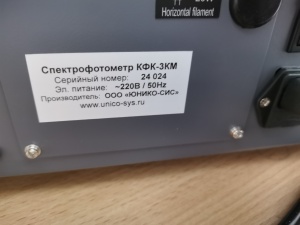 Horizontal filament
Спектрофотометр КФК-3КМ
Серийный номер: 24 024
Эл. питание: ~220В / 50Hz
Производитель: ООО «ЮНИКО-СИС»
www.unico-sys.ru